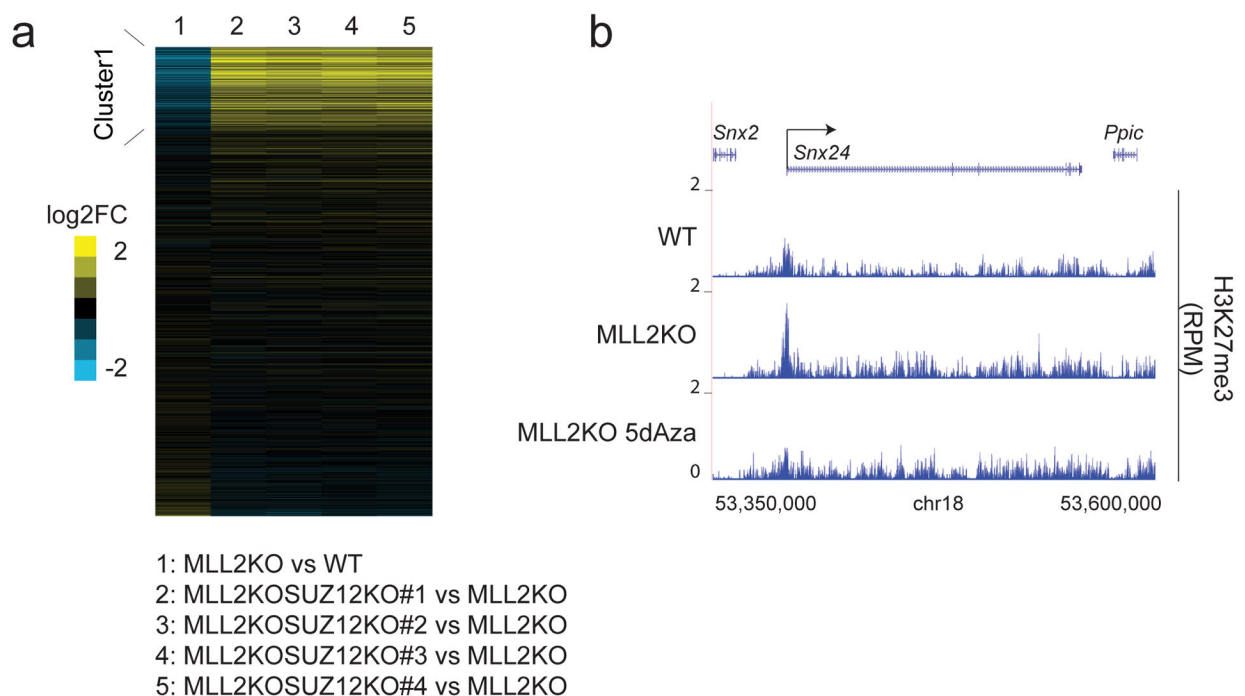 a
1 2 3 4 5
Cluster1
log2FC
2
-2
1: MLL2KO vs WT
2: MLL2KOSUZ12KO#1 vs MLL2KO
3: MLL2KOSUZ12KO#2 vs MLL2KO
4: MLL2KOSUZ12KO#3 vs MLL2KO
5: MLL2KOSUZ12KO#4 vs MLL2KO
b
Snx2
Snx24
Ppic
2
WT
2
MLL2KO
2
MLL2KO 5dAza
0
53,350,000 chr18 53,600,000
H3K27me3
(RPM)